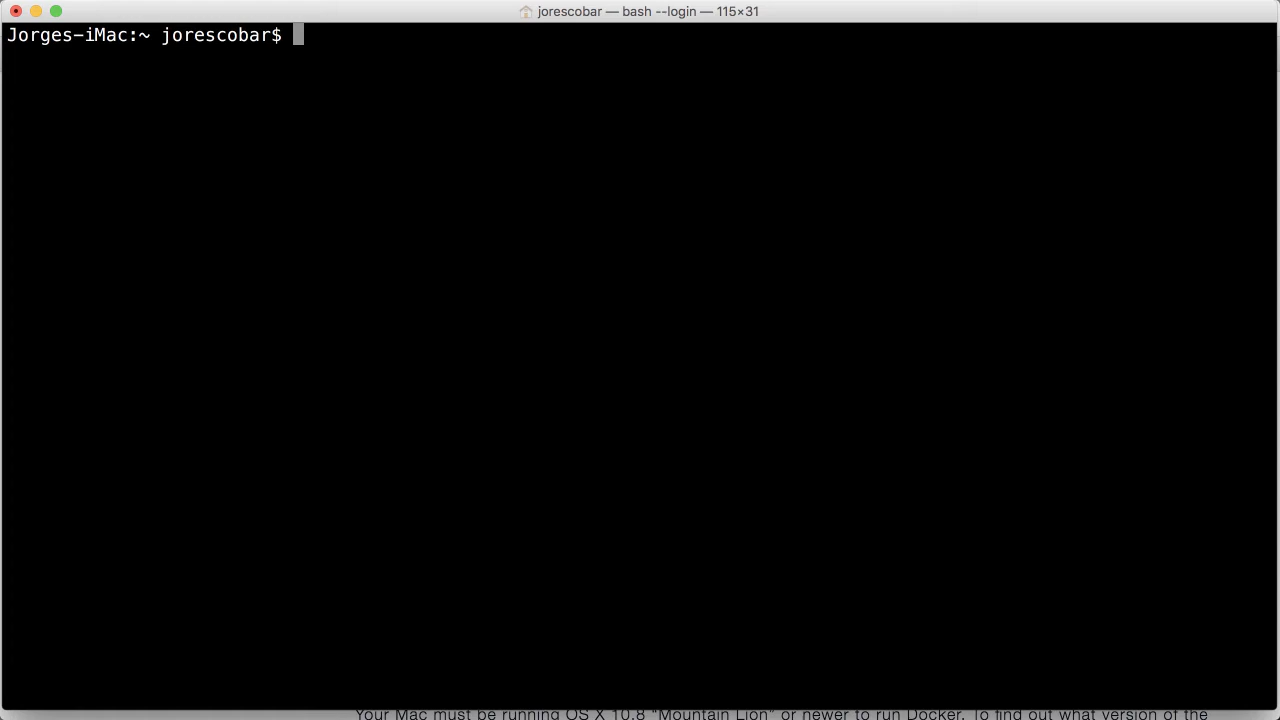 jorescobar — bash --login — 115×31
Jorges-iMac:~ jorescobar$
Your Mac must be running OS X 10.8 "Mountain Lion" or newer to run Docker. To find out what version of the